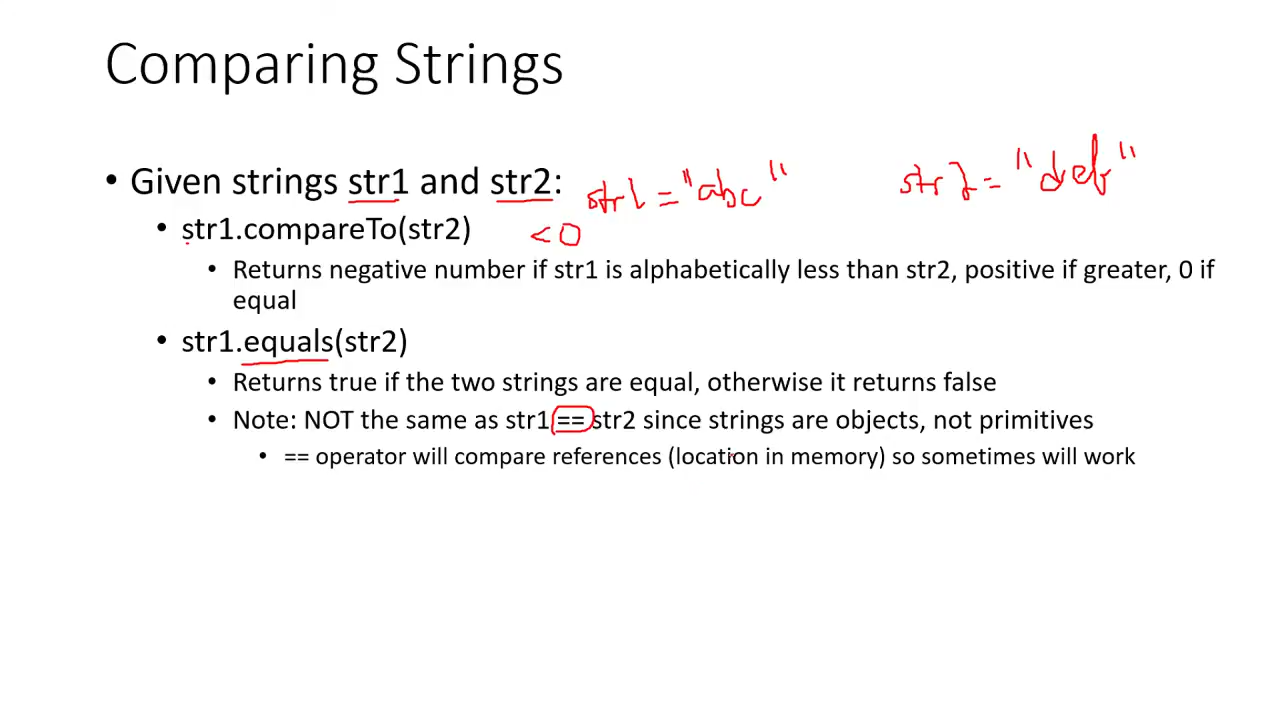 Comparing Strings
• Given strings str1 and str2: str1 = "abc" str2 = "def"
• str1.compareTo(str2) <0
• Returns negative number if str1 is alphabetically less than str2, positive if greater, 0 if
equal
• str1.equals(str2)
• Returns true if the two strings are equal, otherwise it returns false
• Note: NOT the same as str1 == str2 since strings are objects, not primitives
• == operator will compare references (location in memory) so sometimes will work